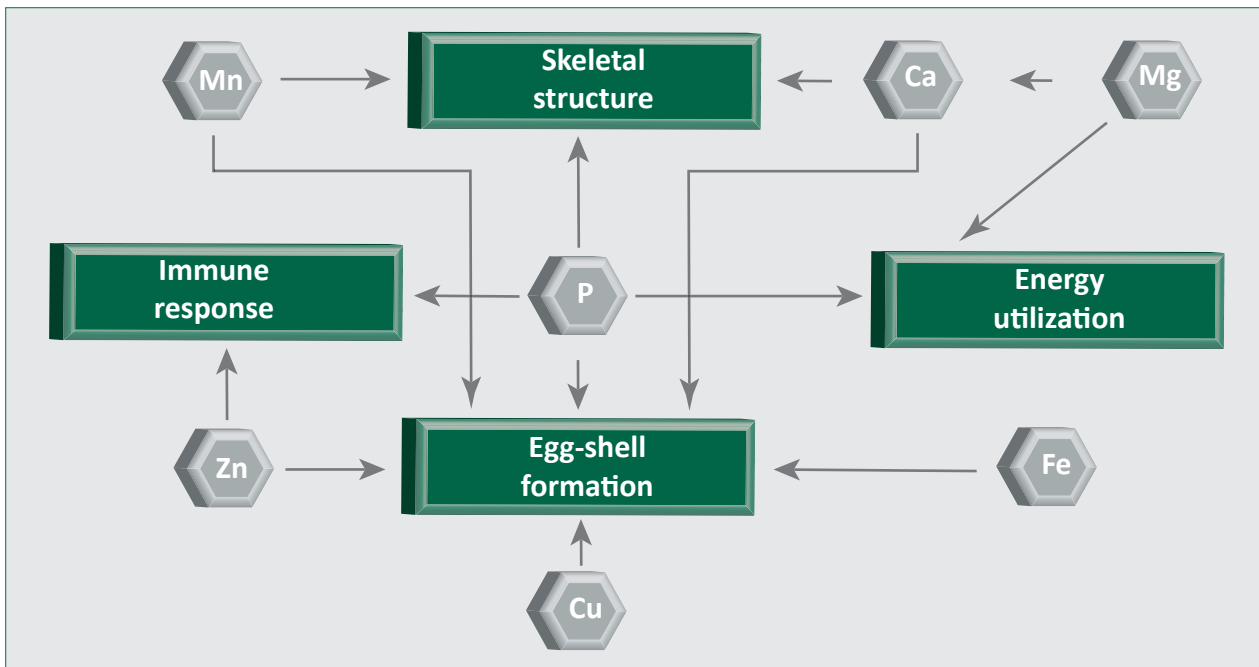 Mn
Skeletal
structure
Ca
Mg
Immune
response
P
Energy
utilization
Zn
Egg-shell
formation
Fe
Cu